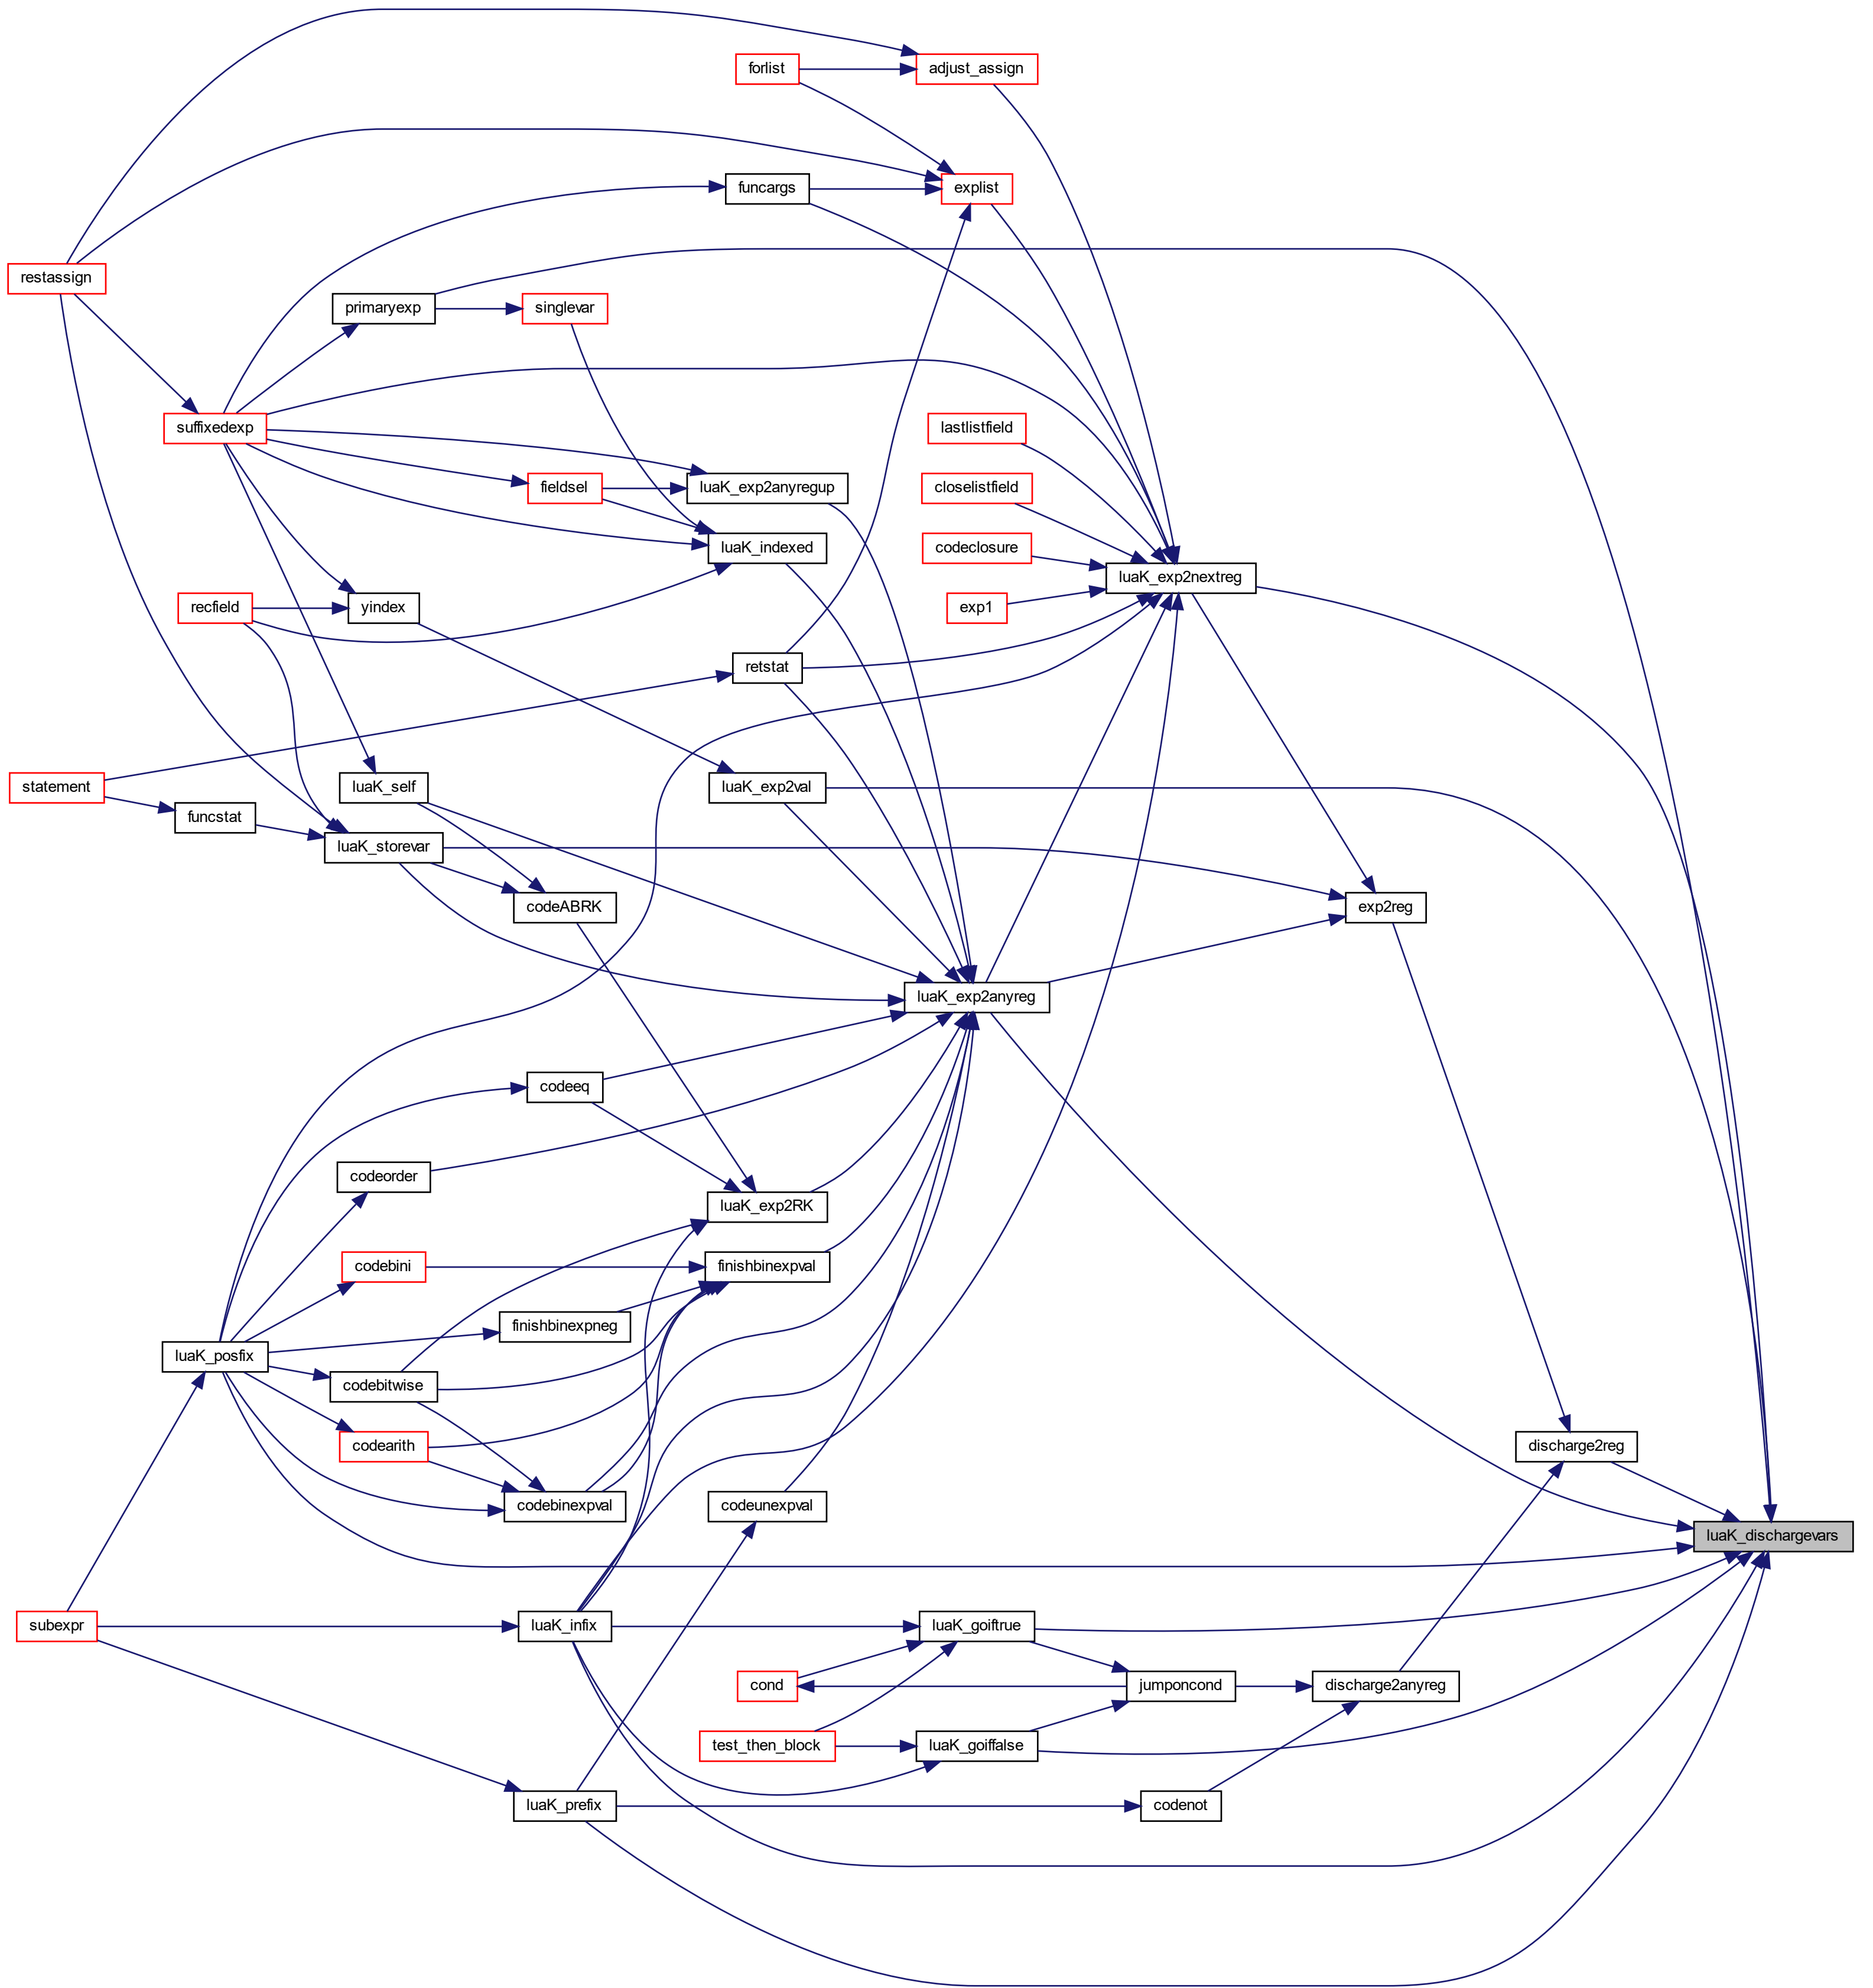 forlist
adjust_assign
funcargs
explist
restassign
primaryexp
singlevar
suffixedexp
lastlistfield
fieldsel
luaK_exp2anyregup
closelistfield
luaK_indexed
codeclosure
luaK_exp2nextreg
recfield
yindex
exp1
retstat
statement
luaK_self
luaK_exp2val
funcstat
luaK_storevar
codeABRK
exp2reg
luaK_exp2anyreg
codeeq
codeorder
luaK_exp2RK
codebini
finishbinexpval
finishbinexpneg
luaK_posfix
codebitwise
codearith
discharge2reg
codebinexpval
codeunexpval
luaK_dischargevars
subexpr
luaK_infix
luaK_goiftrue
cond
jumponcond
discharge2anyreg
test_then_block
luaK_goiffalse
luaK_prefix
codenot